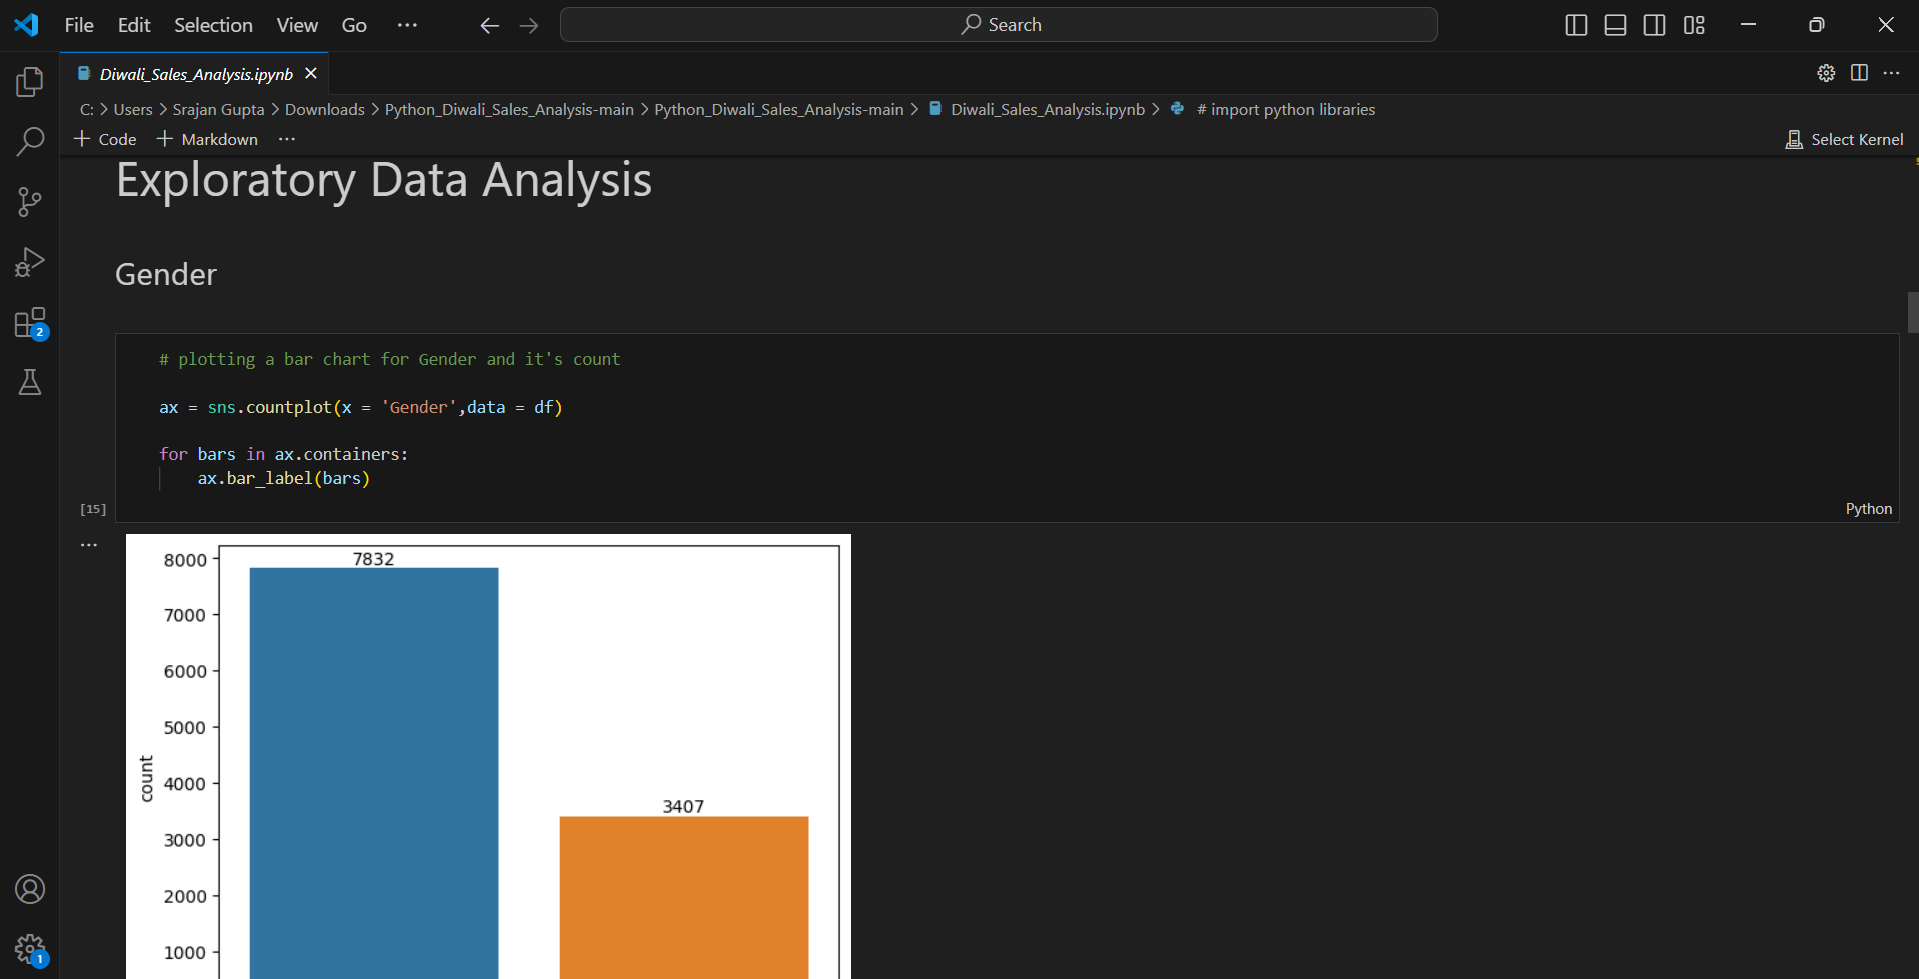 File Edit Selection View Go ··· Search
Diwali_Sales_Analysis.ipynb
C: > Users > Srajan Gupta > Downloads > Python_Diwali_Sales_Analysis-main > Python_Diwali_Sales_Analysis-main > Diwali_Sales_Analysis.ipynb > # import python libraries
+ Code + Markdown ··· Select Kernel
Exploratory Data Analysis
Gender
2
# plotting a bar chart for Gender and it's count
ax = sns.countplot(x = 'Gender',data = df)
for bars in ax.containers:
    ax.bar_label(bars)
[15]
Python
8000
7832
7000
6000
5000
count
4000
3407
3000
2000
1000
1